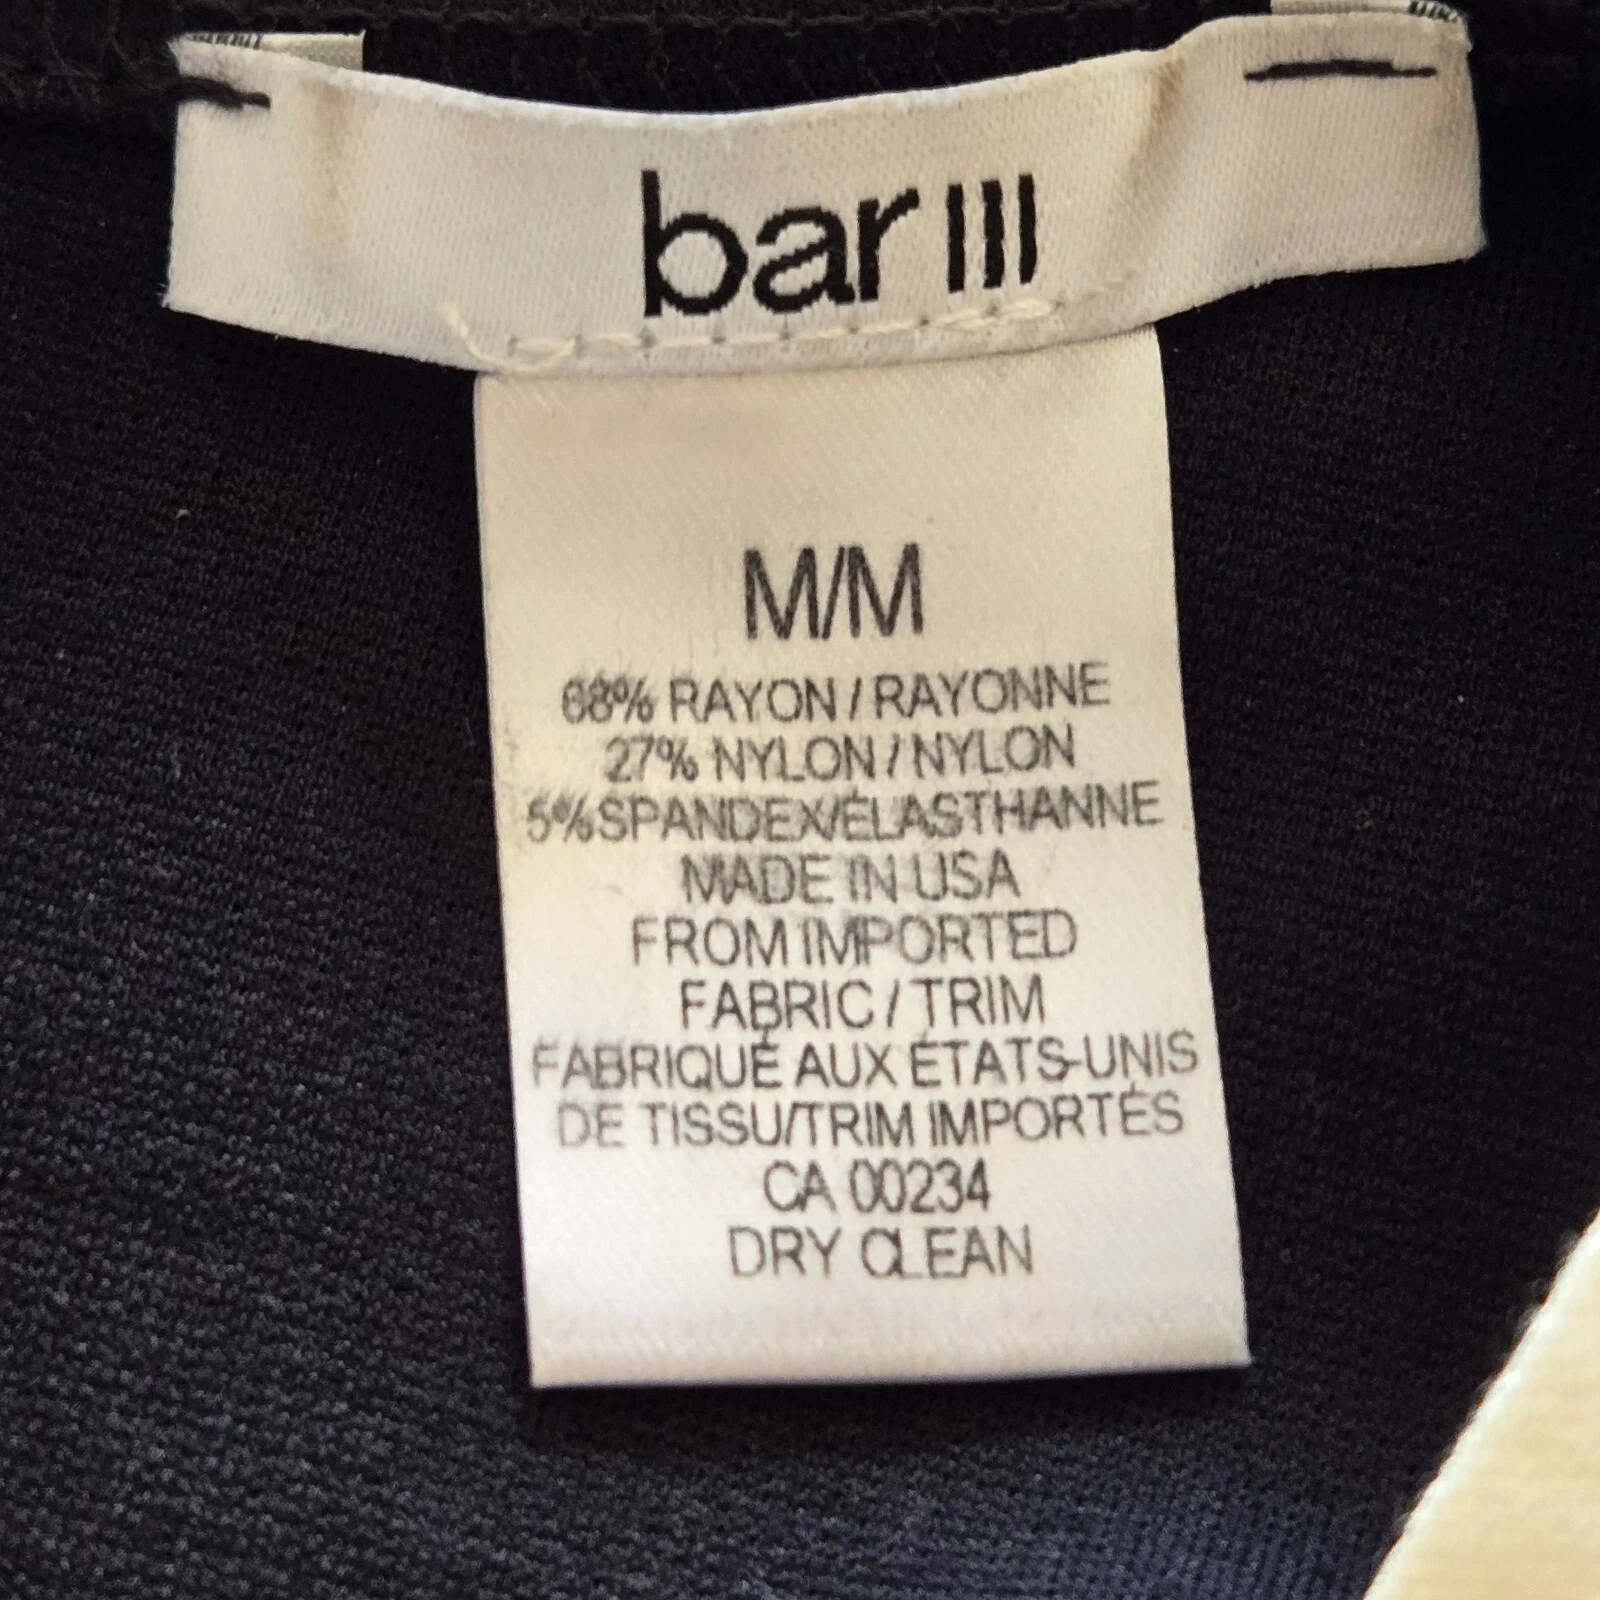 bar III
M/M
68% RAYON / RAYONNE
27% NYLON / NYLON
5%SPANDEX/ÉLASTHANNE
MADE IN USA
FROM IMPORTED
FABRIC / TRIM
FABRIQUÉ AUX ÉTATS-UNIS
DE TISSU/TRIM IMPORTÉS
CA 00234
DRY CLEAN